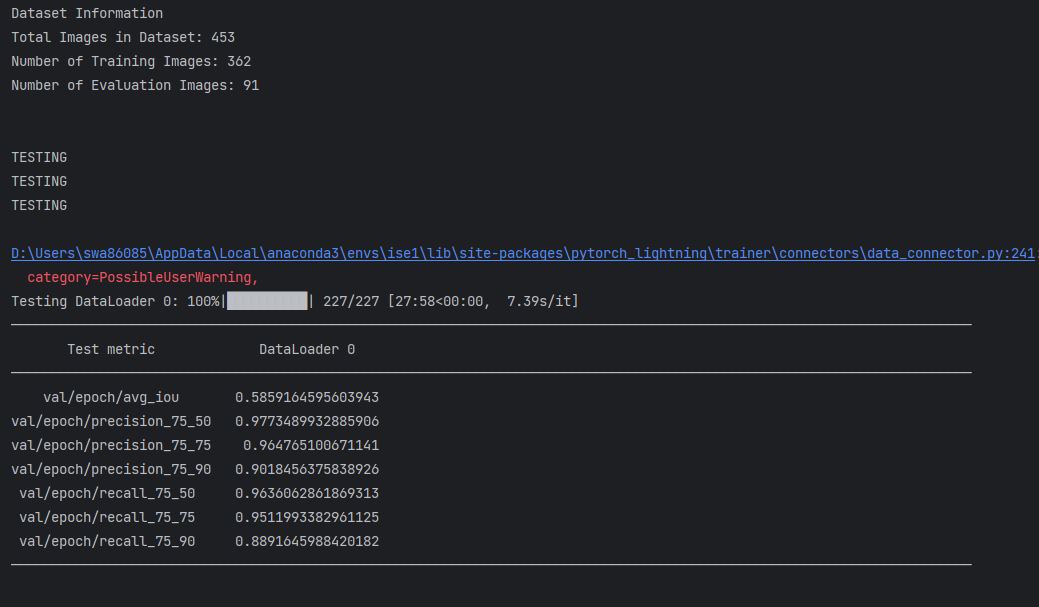 Dataset Information
Total Images in Dataset: 453
Number of Training Images: 362
Number of Evaluation Images: 91
TESTING
TESTING
TESTING
D:\Users\swa86085\AppData\Local\anaconda3\envs\ise1\lib\site-packages\pytorch_lightning\trainer\connectors\data_connector.py:241:
category=PossibleUserWarning,
Testing DataLoader 0: 100%|██████████| 227/227 [27:58<00:00,  7.39s/it]
Test metric DataLoader 0
val/epoch/avg_iou 0.5859164595603943
val/epoch/precision_75_50 0.9773489932885906
val/epoch/precision_75_75 0.964765100671141
val/epoch/precision_75_90 0.9018456375838926
val/epoch/recall_75_50 0.9636062861869313
val/epoch/recall_75_75 0.9511993382961125
val/epoch/recall_75_90 0.8891645988420182